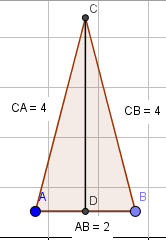 C
CA = 4
CB = 4
A
B
D
AB = 2